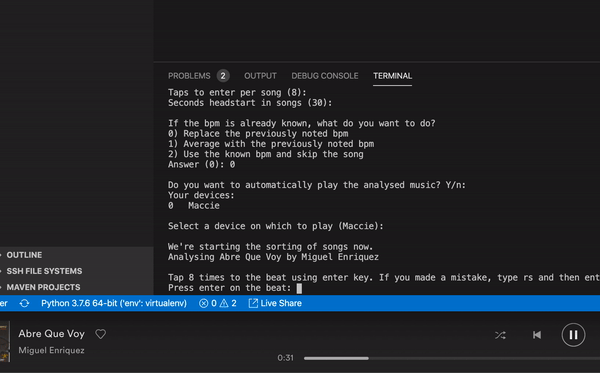 PROBLEMS 2 OUTPUT DEBUG CONSOLE TERMINAL
Taps to enter per song (8):
Seconds headstart in songs (30):
If the bpm is already known, what do you want to do?
0) Replace the previously noted bpm
1) Average with the previously noted bpm
2) Use the known bpm and skip the song
Answer (0): 0
Do you want to automatically play the analysed music? Y/n:
Your devices:
0 Maccie
Select a device on which to play (Maccie):
We're starting the sorting of songs now.
Analysing Abre Que Voy by Miguel Enriquez
Tap 8 times to the beat using enter key. If you made a mistake, type rs and then ent
Press enter on the beat:
OUTLINE
SSH FILE SYSTEMS
MAVEN PROJECTS
er Python 3.7.6 64-bit ('env': virtualenv) 0 2 Live Share
Abre Que Voy
Miguel Enriquez
0:31